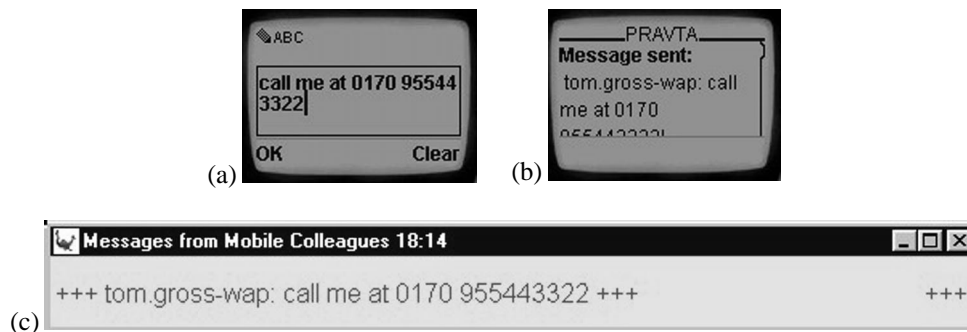 ABC
call me at 0170 95544
3322
OK Clear
(a)
PRAVTA
Message sent:
tom.gross-wap: call
me at 0170
955443322!
(b)
Messages from Mobile Colleagues 18:14
+++ tom.gross-wap: call me at 0170 955443322 +++ +++
(c)